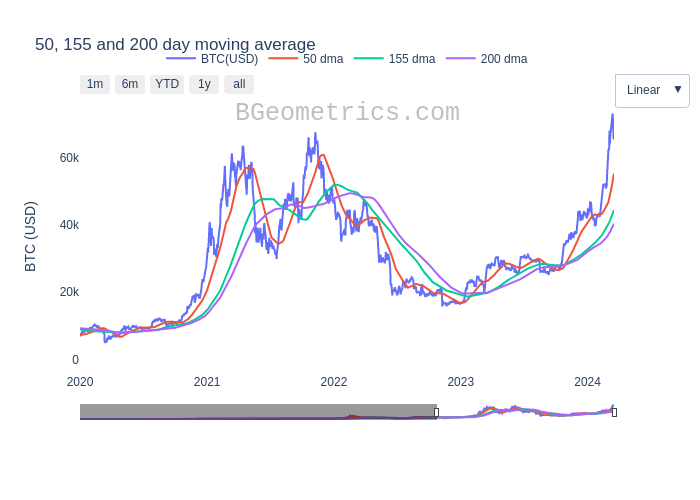 50, 155 and 200 day moving average
BTC(USD) 50 dma 155 dma 200 dma
1m 6m YTD 1y all
Linear ▼
BGeometrics.com
BTC (USD)
60k
40k
20k
0
2020 2021 2022 2023 2024